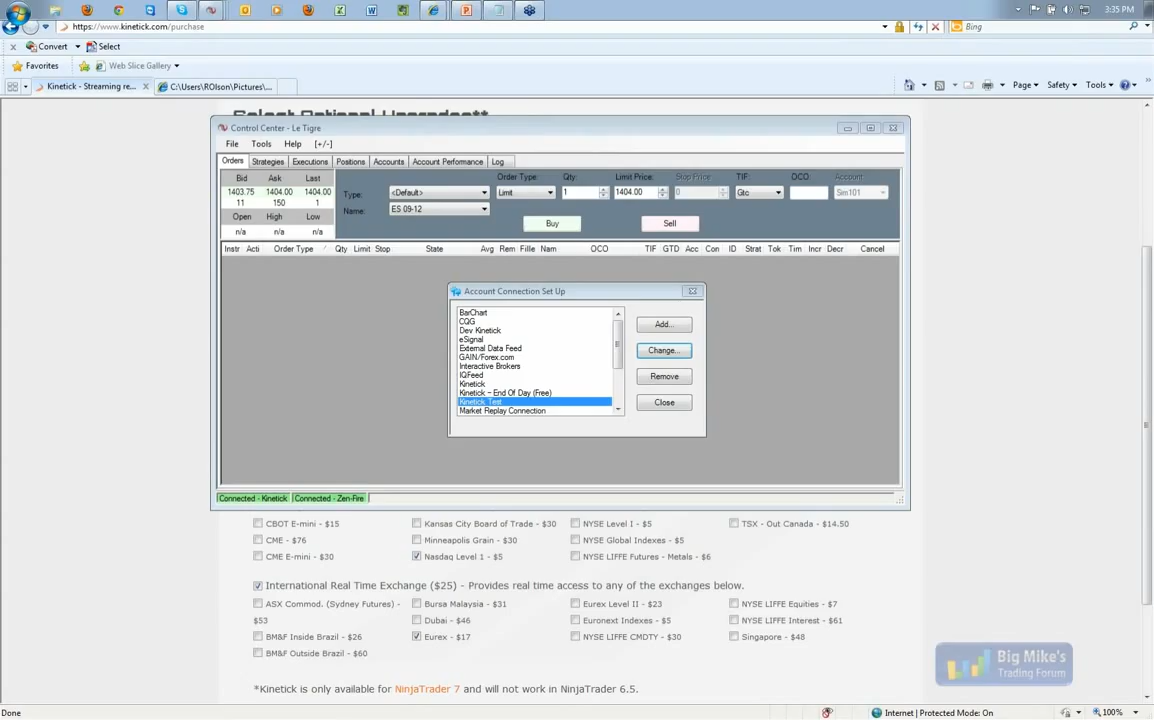 3:35 PM
https://www.kinetick.com/purchase
Bing
Convert
Select
Favorites
Web Slice Gallery
Kinetick - Streaming re...
C:\Users\ROlson\Pictures\...
Page
Safety
Tools
Control Center - Le Tigre
File Tools Help [+/-]
Orders Strategies Executions Positions Accounts Account Performance Log
Bid Ask Last
1403.75 1404.00 1404.00
11 150 1
Open High Low
n/a n/a n/a
Order Type: Qty: Limit Price: Stop Price TIF: OCO Account
Type: <Default> Limit 1 1404.00 0 Gtc Sim101
Name: ES 09-12
Buy Sell
Instr Acti Order Type Qty Limit Stop State Avg Rem Fille Nam OCO TIF GTD Acc Con ID Strat Tok Tim Incr Decr Cancel
Account Connection Set Up
BarChart
CQG
Dev Kinetick
eSignal
External Data Feed
GAIN/Forex.com
Interactive Brokers
IQFeed
Kinetick
Kinetick - End Of Day (Free)
Kinetick Test
Market Replay Connection
Add...
Change...
Remove
Close
Connected - Kinetick Connected - Zen-Fire
CBOT E-mini - $15 Kansas City Board of Trade - $30 NYSE Level I - $5 TSX - Out Canada - $14.50
CME - $76 Minneapolis Grain - $30 NYSE Global Indexes - $5
CME E-mini - $30 Nasdaq Level 1 - $5 NYSE LIFFE Futures - Metals - $6
International Real Time Exchange ($25) - Provides real time access to any of the exchanges below.
ASX Commod. (Sydney Futures) - $53 Bursa Malaysia - $31 Eurex Level II - $23 NYSE LIFFE Equities - $7
Dubai - $46 Euronext Indexes - $5 NYSE LIFFE Interest - $61
BM&F Inside Brazil - $26 Eurex - $17 NYSE LIFFE CMDTY - $30 Singapore - $48
BM&F Outside Brazil - $60
*Kinetick is only available for NinjaTrader 7 and will not work in NinjaTrader 6.5.
Big Mike's
Trading Forum
Done
Internet | Protected Mode: On
100%